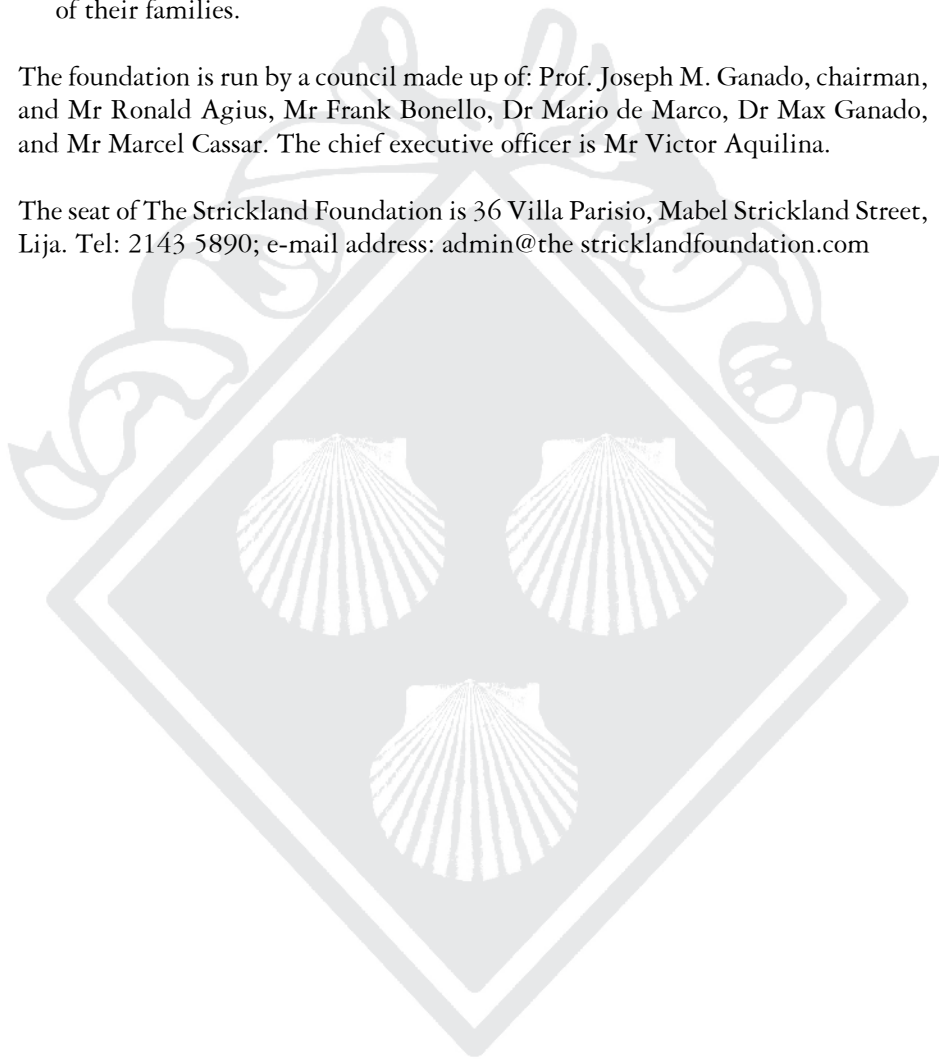 of their families.
The foundation is run by a council made up of: Prof. Joseph M. Ganado, chairman,
and Mr Ronald Agius, Mr Frank Bonello, Dr Mario de Marco, Dr Max Ganado,
and Mr Marcel Cassar. The chief executive officer is Mr Victor Aquilina.
The seat of The Strickland Foundation is 36 Villa Parisio, Mabel Strickland Street,
Lija. Tel: 2143 5890; e-mail address: admin@the stricklandfoundation.com